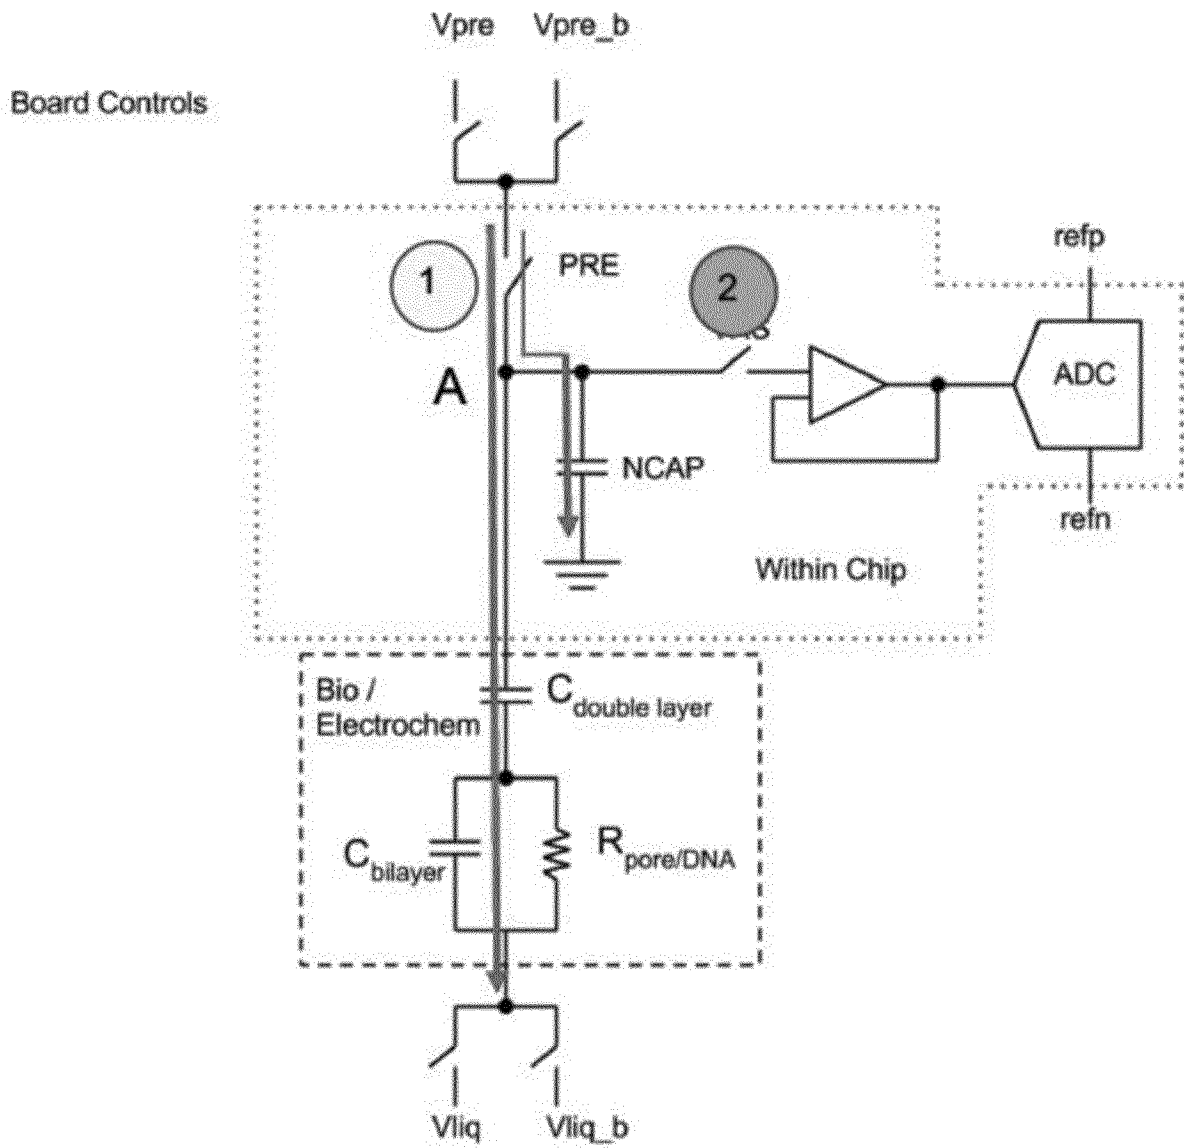 Vpre Vpre_b
Board Controls
refp
1
PRE
2
ADC
A
NCAP
refn
Within Chip
Bio /
Electrochem
C double layer
C bilayer
R pore/DNA
Vliq Vliq_b